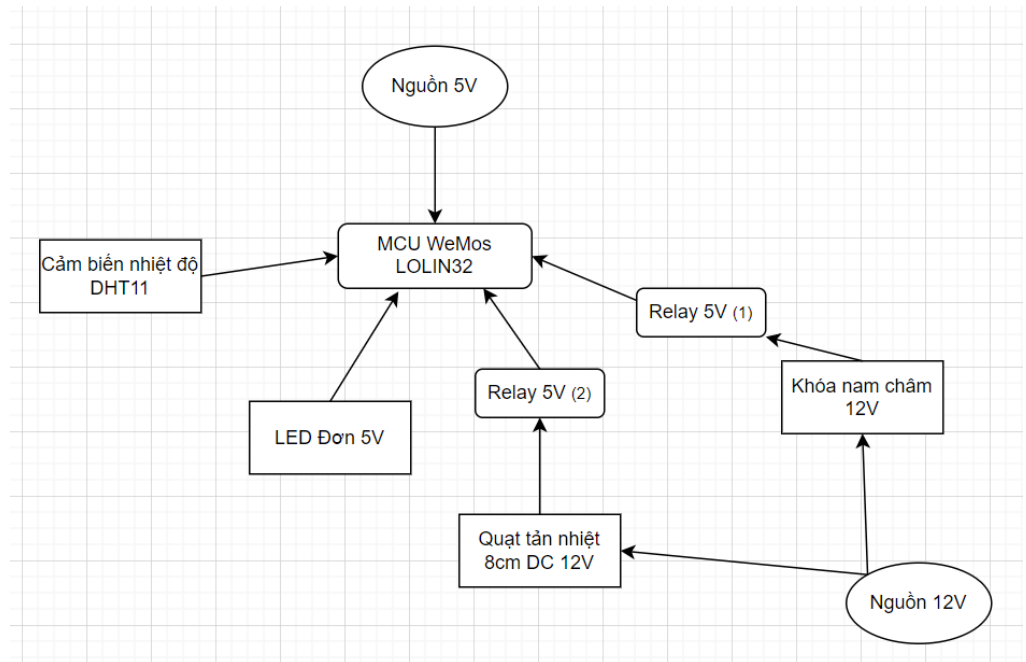 Nguồn 5V
MCU WeMos
LOLIN32
Cảm biến nhiệt độ
DHT11
Relay 5V (1)
Khóa nam châm
12V
Relay 5V (2)
LED Đơn 5V
Quạt tản nhiệt
8cm DC 12V
Nguồn 12V